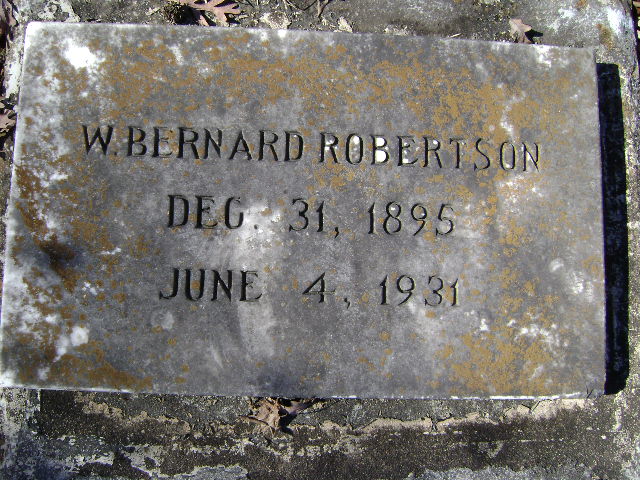 W. BERNARD ROBERTSON
DEC. 31, 1895
JUNE 4, 1931